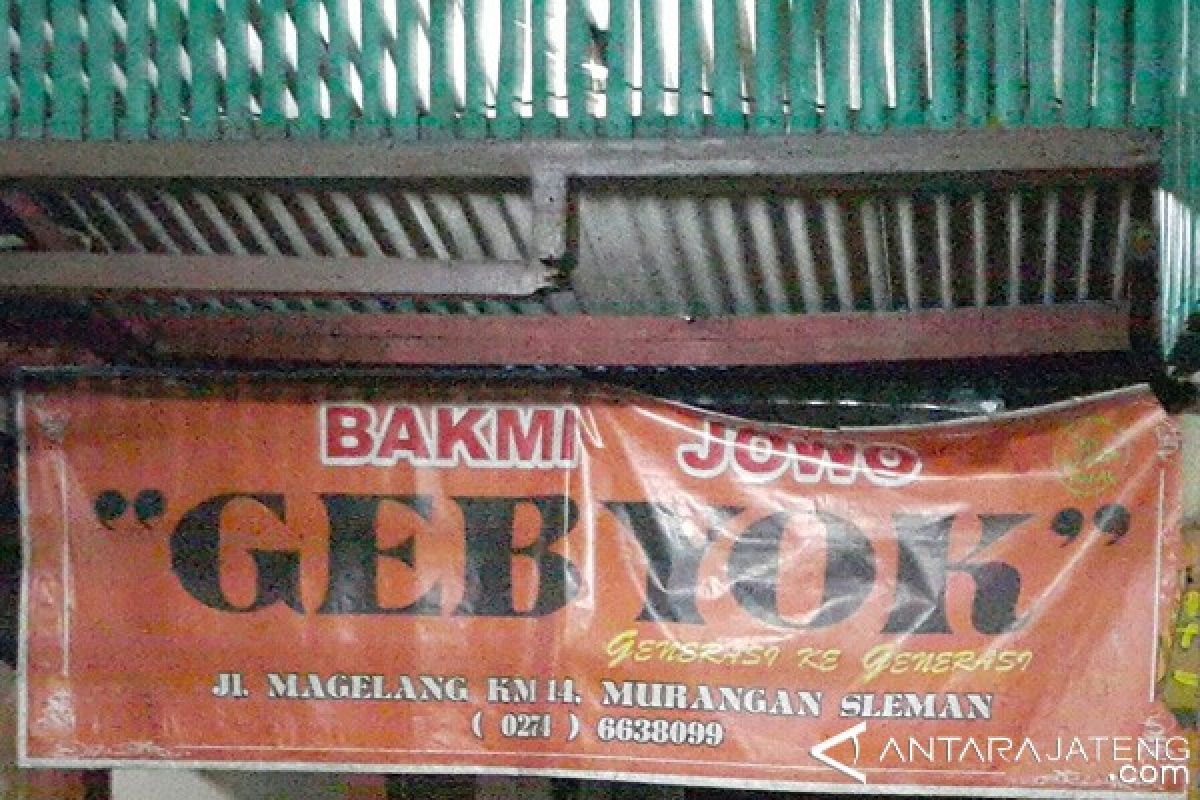 BAKMI JOWO
"GEBYOK"
GENERASI KE GENERASI
Jl. MAGELANG KM 14, MURANGAN SLEMAN
( 0274 ) 6638099
ANTARAJATENG
.com